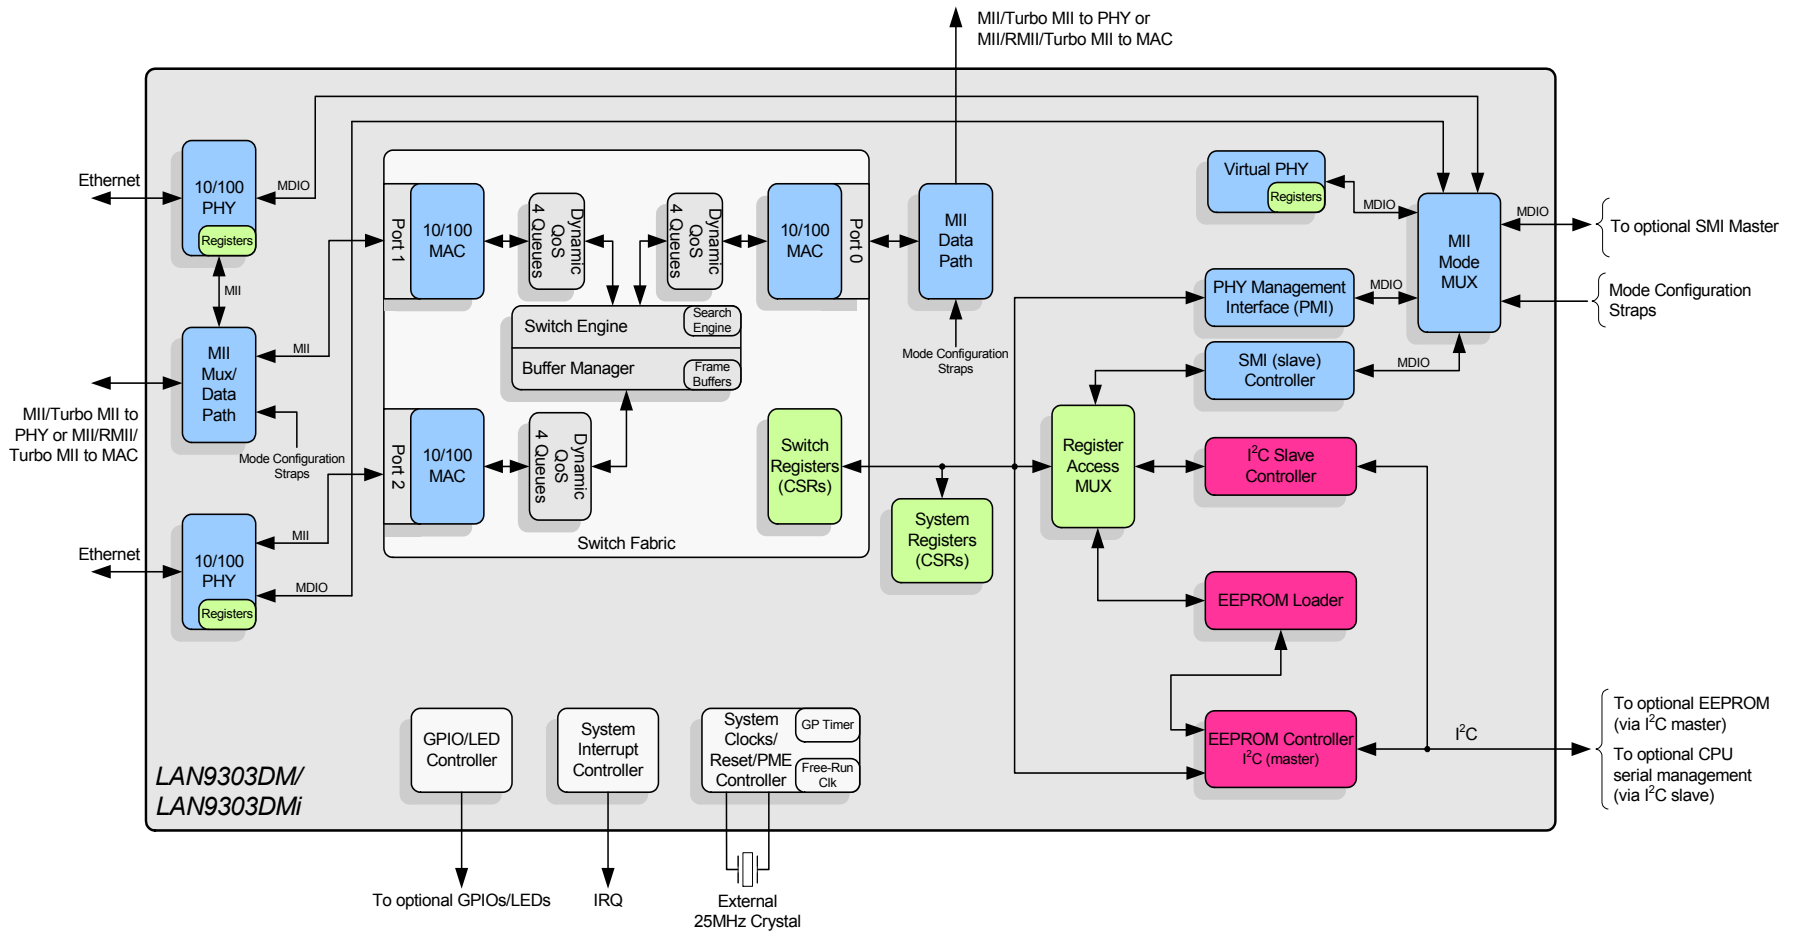 MII/Turbo MII to PHY or
MII/RMII/Turbo MII to MAC
Ethernet
10/100
PHY
Registers
MDIO
MII
MII
Mux/
Data
Path
MII
MII/Turbo MII to
PHY or MII/RMII/
Turbo MII to MAC
Mode Configuration
Straps
Ethernet
10/100
PHY
Registers
MII
MDIO
Port 1
10/100
MAC
Dynamic
QoS
4 Queues
Dynamic
QoS
4 Queues
10/100
MAC
Port 0
Switch Engine
Search
Engine
Buffer Manager
Frame
Buffers
Port 2
10/100
MAC
Dynamic
QoS
4 Queues
Switch
Registers
(CSRs)
Switch Fabric
MII
Data
Path
Mode Configuration
Straps
System
Registers
(CSRs)
Virtual PHY
Registers
MDIO
MII
Mode
MUX
MDIO
To optional SMI Master
PHY Management
Interface (PMI)
MDIO
Mode Configuration
Straps
SMI (slave)
Controller
MDIO
Register
Access
MUX
I²C Slave
Controller
EEPROM Loader
EEPROM Controller
I²C (master)
I²C
To optional EEPROM
(via I²C master)
To optional CPU
serial management
(via I²C slave)
GPIO/LED
Controller
System
Interrupt
Controller
System
Clocks/
Reset/PME
Controller
GP Timer
Free-Run
Clk
LAN9303DM/
LAN9303DMi
To optional GPIOs/LEDs
IRQ
External
25MHz Crystal